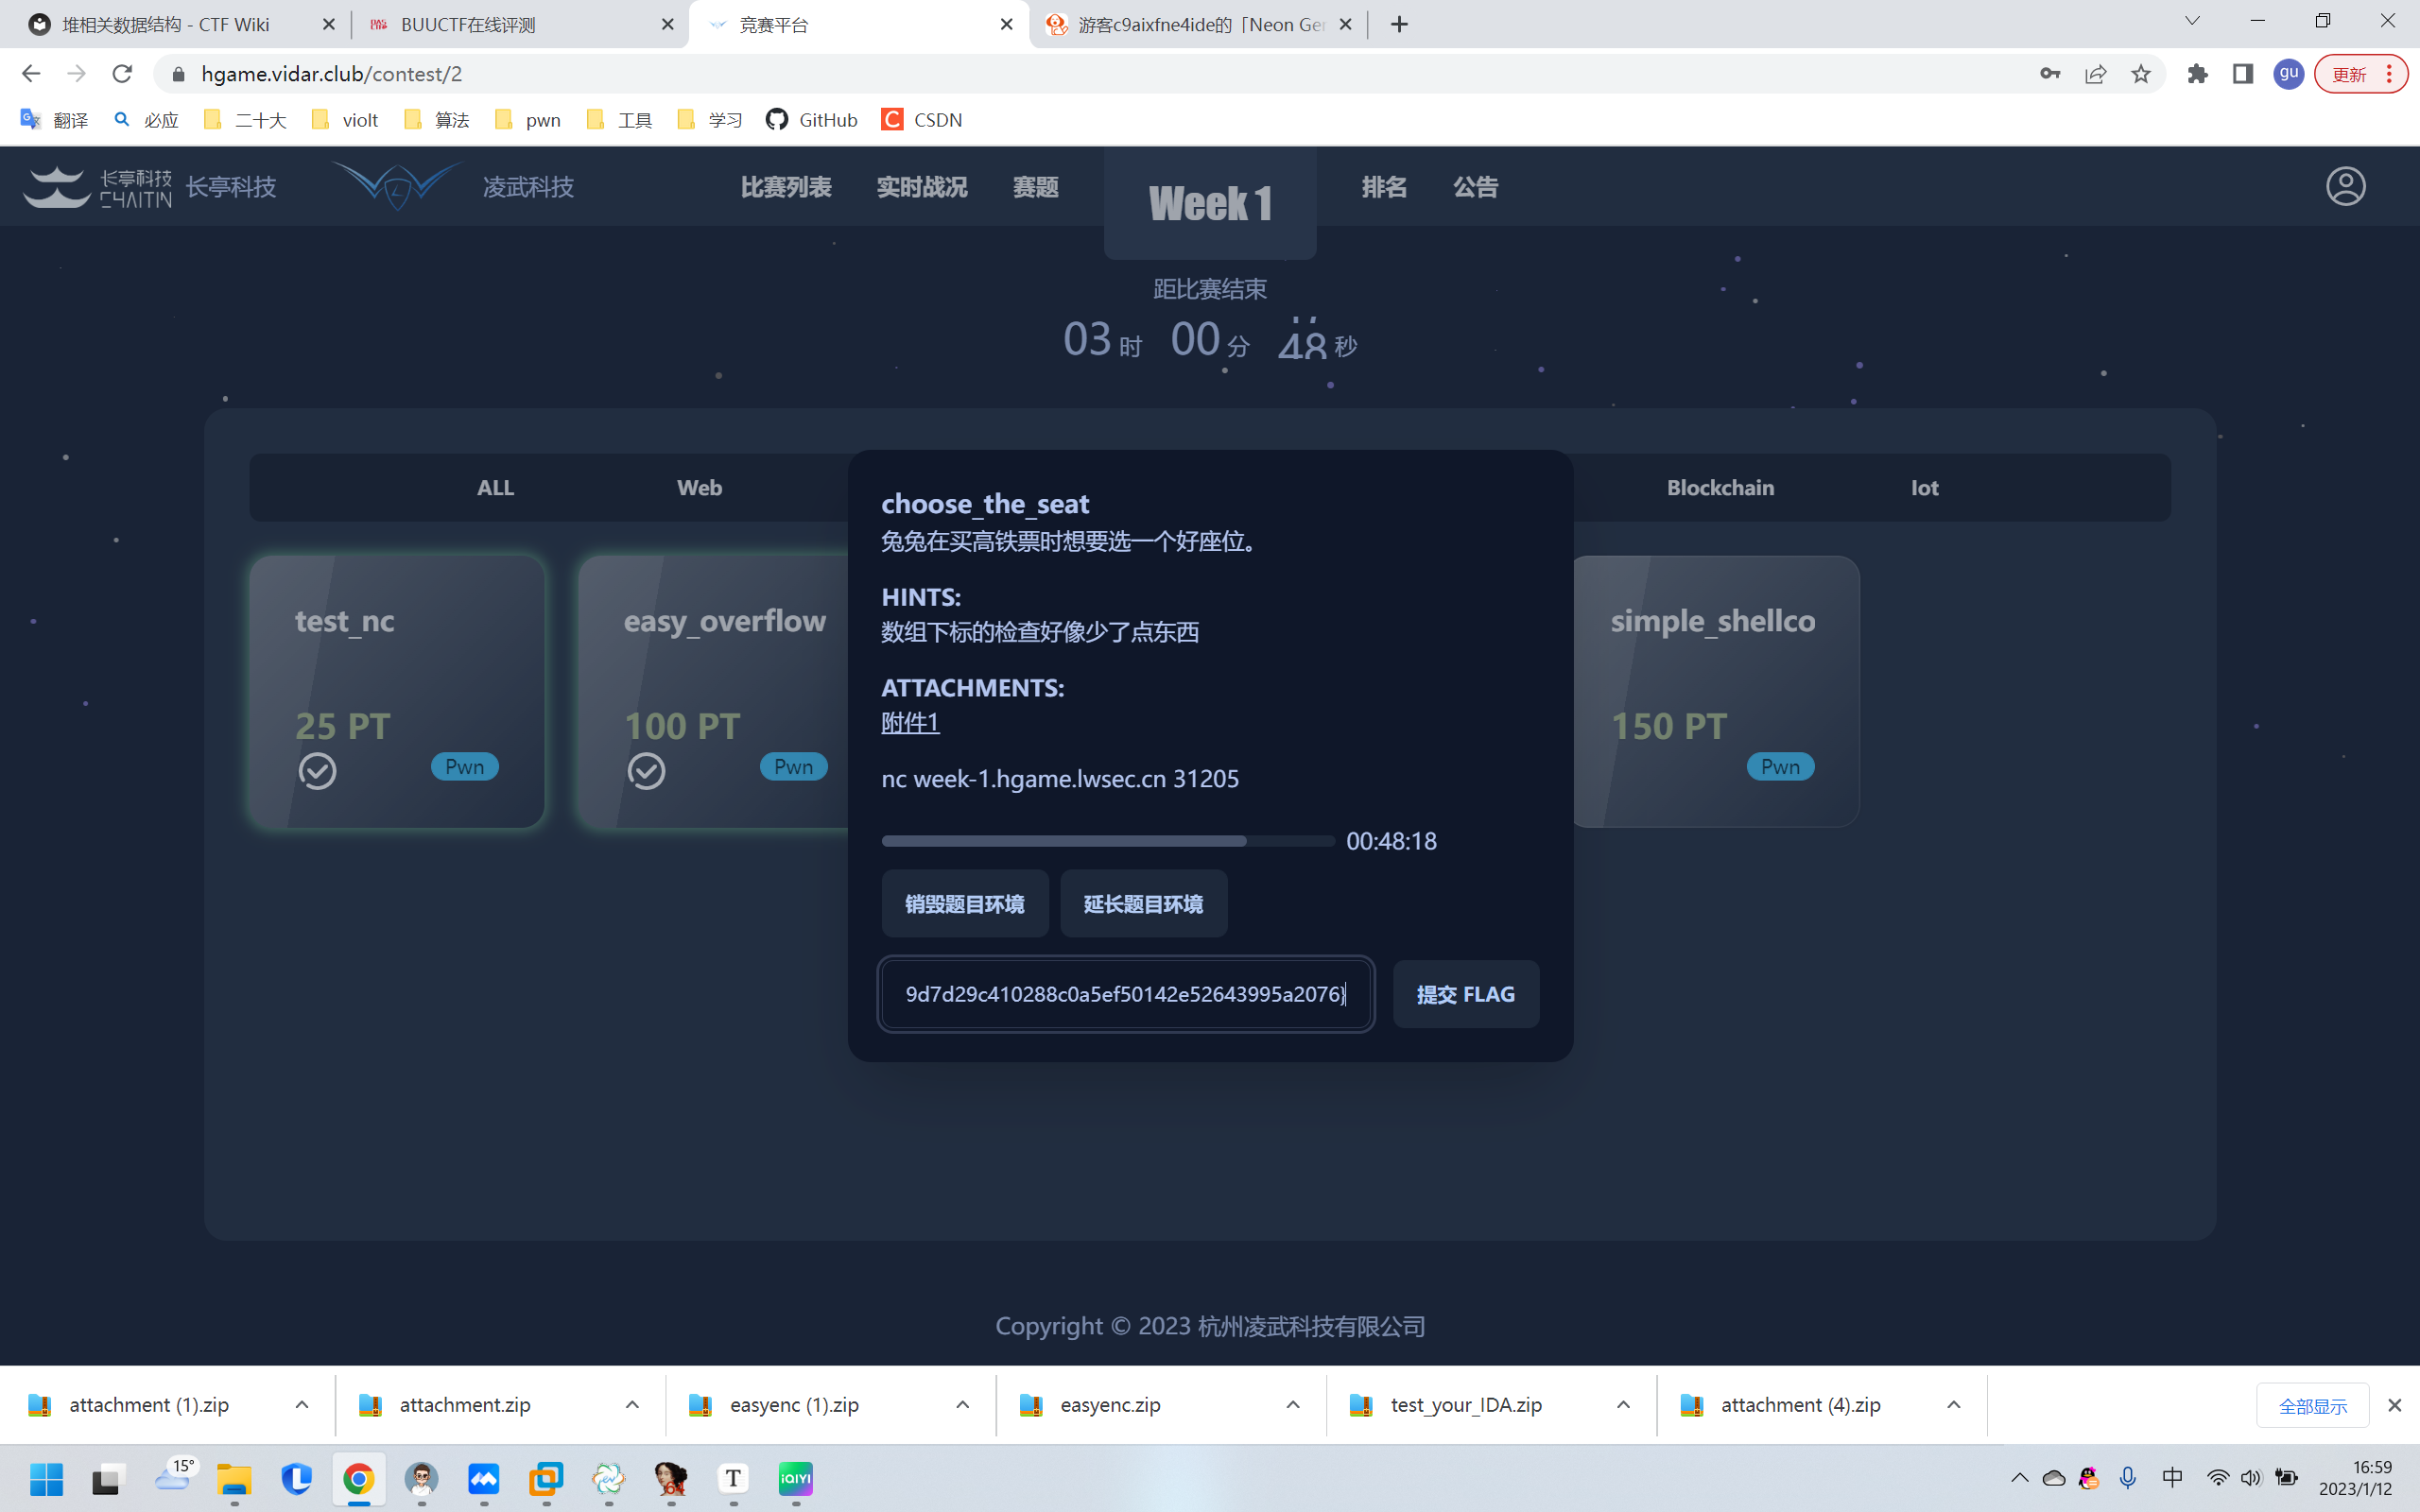 堆相关数据结构 - CTF Wiki
BUUCTF在线评测
竞赛平台
游客c9aixfne4ide的「Neon Ger
hgame.vidar.club/contest/2
gu
更新
翻译
必应
二十大
violt
算法
pwn
工具
学习
GitHub
CSDN
长亭科技
CHAITIN
长亭科技
凌武科技
比赛列表
实时战况
赛题
Week 1
排名
公告
距比赛结束
03 时 00 分 48 秒
ALL
Web
Blockchain
Iot
test_nc
25 PT
Pwn
easy_overflow
100 PT
Pwn
choose_the_seat
兔兔在买高铁票时想要选一个好座位。
HINTS:
数组下标的检查好像少了点东西
ATTACHMENTS:
附件1
nc week-1.hgame.lwsec.cn 31205
00:48:18
销毁题目环境
延长题目环境
9d7d29c410288c0a5ef50142e52643995a2076}
提交 FLAG
simple_shellco
150 PT
Pwn
Copyright © 2023 杭州凌武科技有限公司
attachment (1).zip
attachment.zip
easyenc (1).zip
easyenc.zip
test_your_IDA.zip
attachment (4).zip
全部显示
15°
64
T
iQIYI
中
16:59
2023/1/12